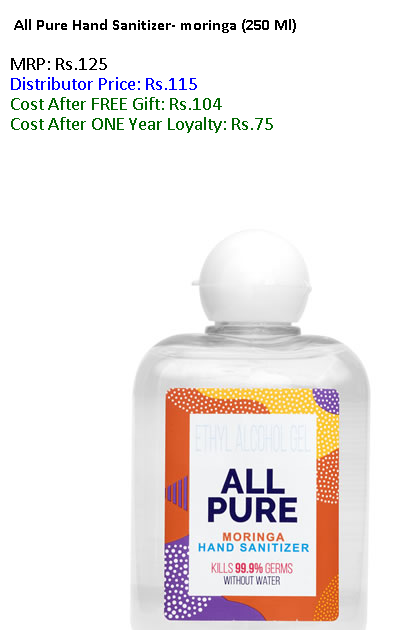 All Pure Hand Sanitizer- moringa (250 Ml)
MRP: Rs.125
Distributor Price: Rs.115
Cost After FREE Gift: Rs.104
Cost After ONE Year Loyalty: Rs.75
ETHYL ALCOHOL GEL
ALL
PURE
MORINGA
HAND SANITIZER
KILLS 99.9% GERMS
WITHOUT WATER